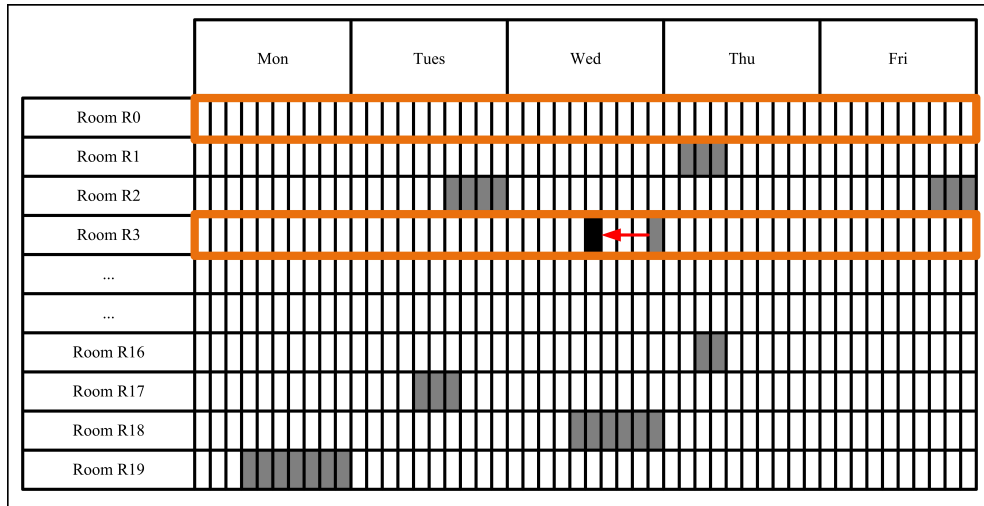 Mon Tues Wed Thu Fri
Room R0
Room R1
Room R2
Room R3
...
...
Room R16
Room R17
Room R18
Room R19